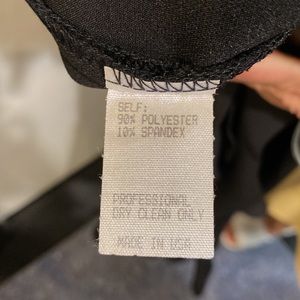 SELF:
90% POLYESTER
10% SPANDEX
PROFESSIONAL
DRY CLEAN ONLY
MADE IN USA